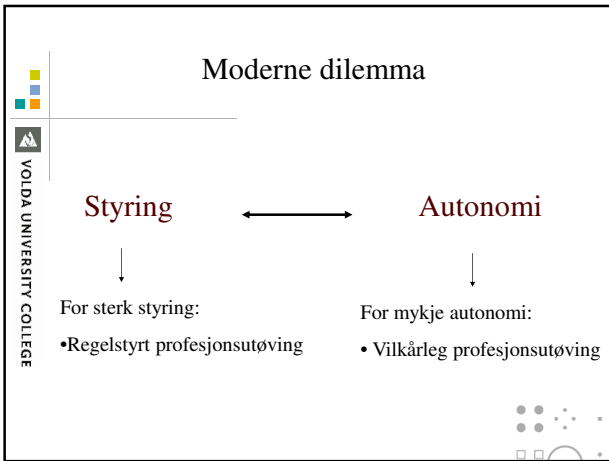 Moderne dilemma
VOLDA UNIVERSITY COLLEGE
Styring
Autonomi
For sterk styring:
•Regelstyrt profesjonsutøving
For mykje autonomi:
• Vilkårleg profesjonsutøving